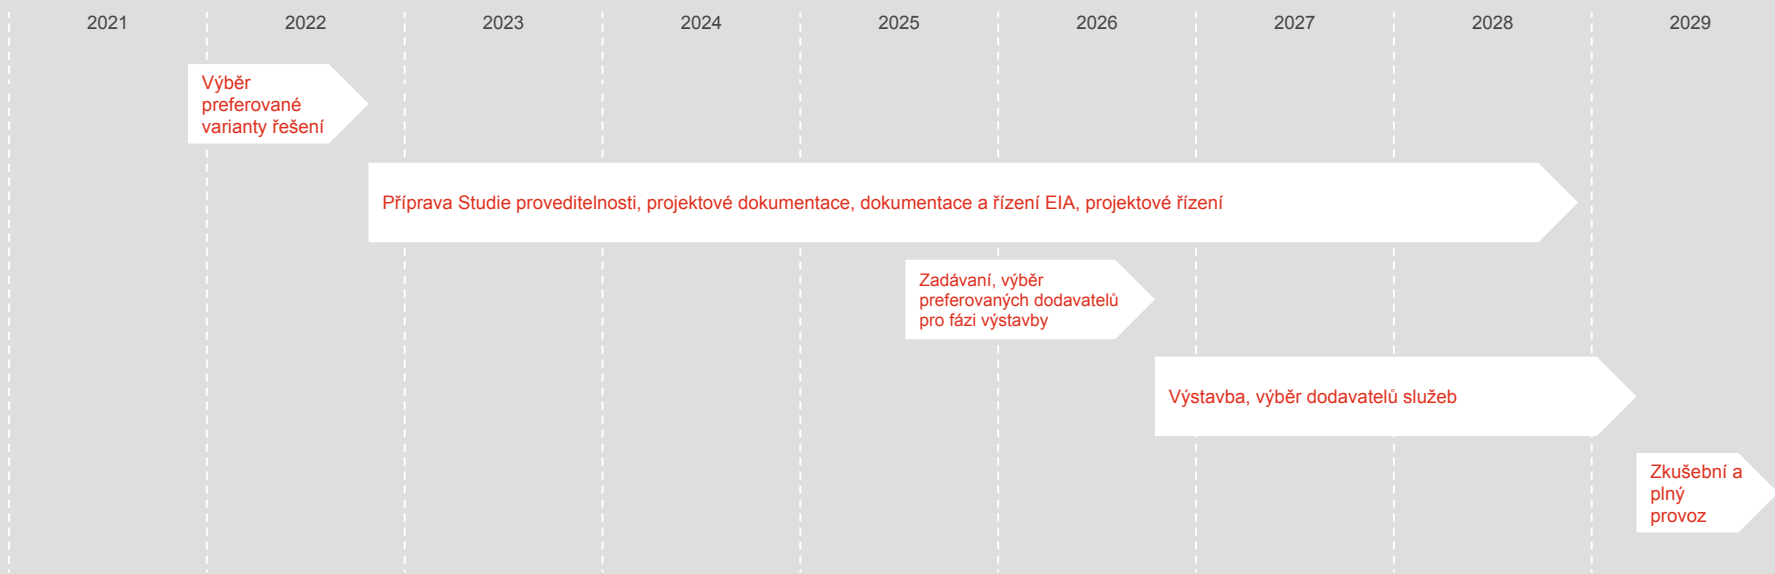 2021 2022 2023 2024 2025 2026 2027 2028 2029
Výběr
preferované
varianty řešení
Příprava Studie proveditelnosti, projektové dokumentace, dokumentace a řízení EIA, projektové řízení
Zadávaní, výběr
preferovaných dodavatelů
pro fázi výstavby
Výstavba, výběr dodavatelů služeb
Zkušební a
plný
provoz